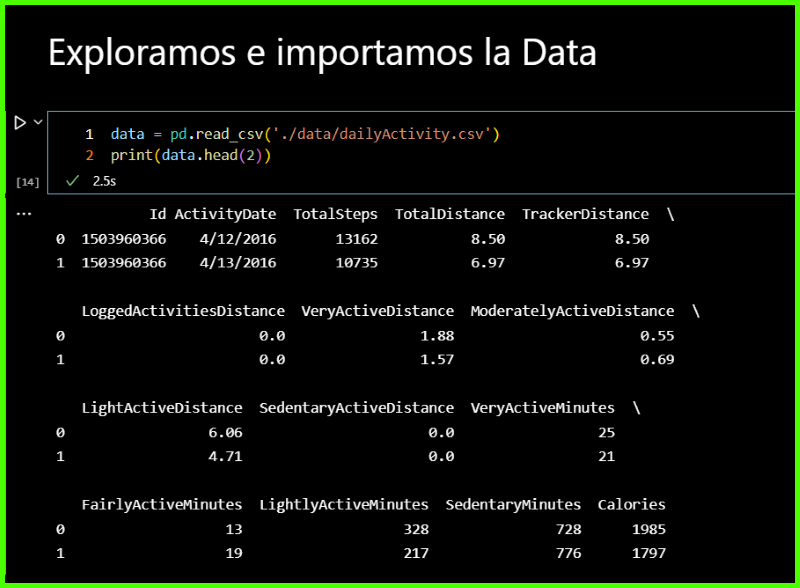 Exploramos e importamos la Data
1 data = pd.read_csv('./data/dailyActivity.csv')
2 print(data.head(2))
[14] 2.5s
... Id ActivityDate TotalSteps TotalDistance TrackerDistance \
0 1503960366 4/12/2016 13162 8.50 8.50
1 1503960366 4/13/2016 10735 6.97 6.97
LoggedActivitiesDistance VeryActiveDistance ModeratelyActiveDistance \
0 0.0 1.88 0.55
1 0.0 1.57 0.69
LightActiveDistance SedentaryActiveDistance VeryActiveMinutes \
0 6.06 0.0 25
1 4.71 0.0 21
FairlyActiveMinutes LightlyActiveMinutes SedentaryMinutes Calories
0 13 328 728 1985
1 19 217 776 1797